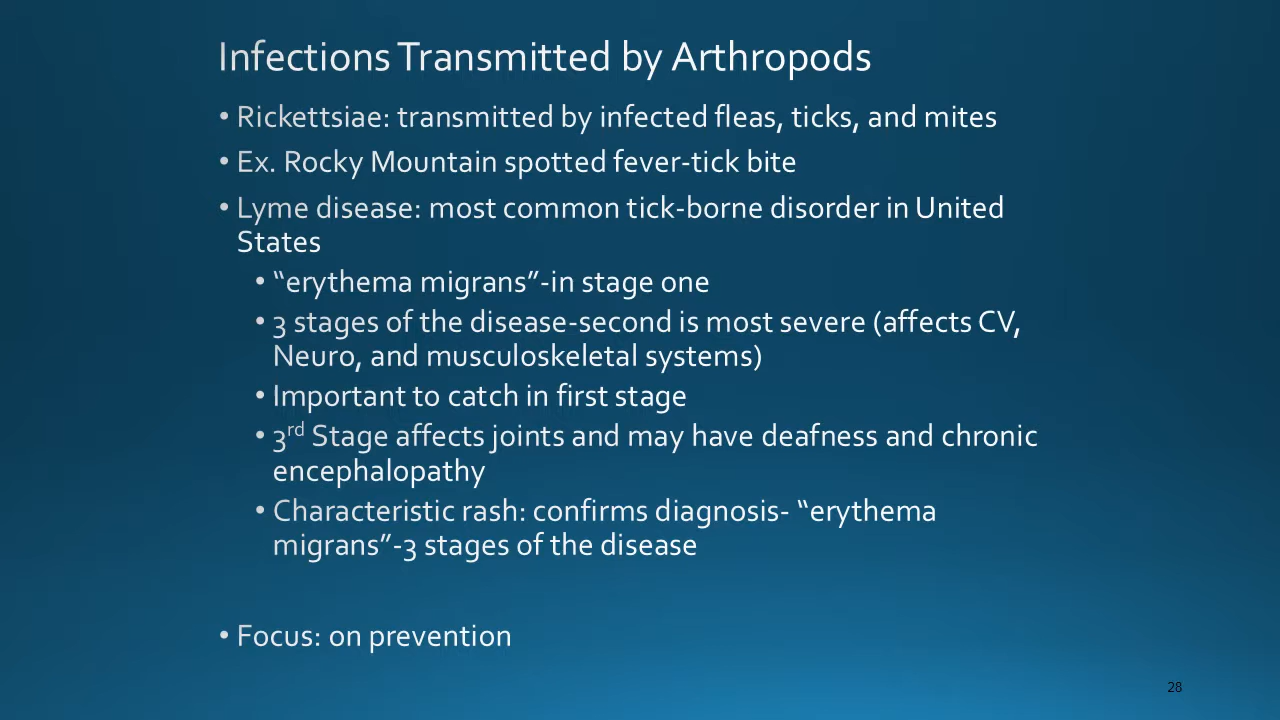 Infections Transmitted by Arthropods
• Rickettsiae: transmitted by infected fleas, ticks, and mites
• Ex. Rocky Mountain spotted fever-tick bite
• Lyme disease: most common tick-borne disorder in United
States
• “erythema migrans”-in stage one
• 3 stages of the disease-second is most severe (affects CV,
Neuro, and musculoskeletal systems)
• Important to catch in first stage
• 3rd Stage affects joints and may have deafness and chronic
encephalopathy
• Characteristic rash: confirms diagnosis- “erythema
migrans”-3 stages of the disease
• Focus: on prevention
28